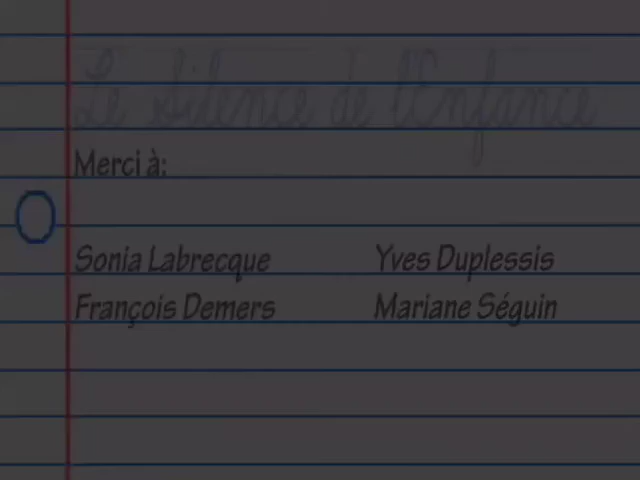 Le Silence de l'Enfance
Merci à:
Sonia Labrecque Yves Duplessis
François Demers Mariane Séguin